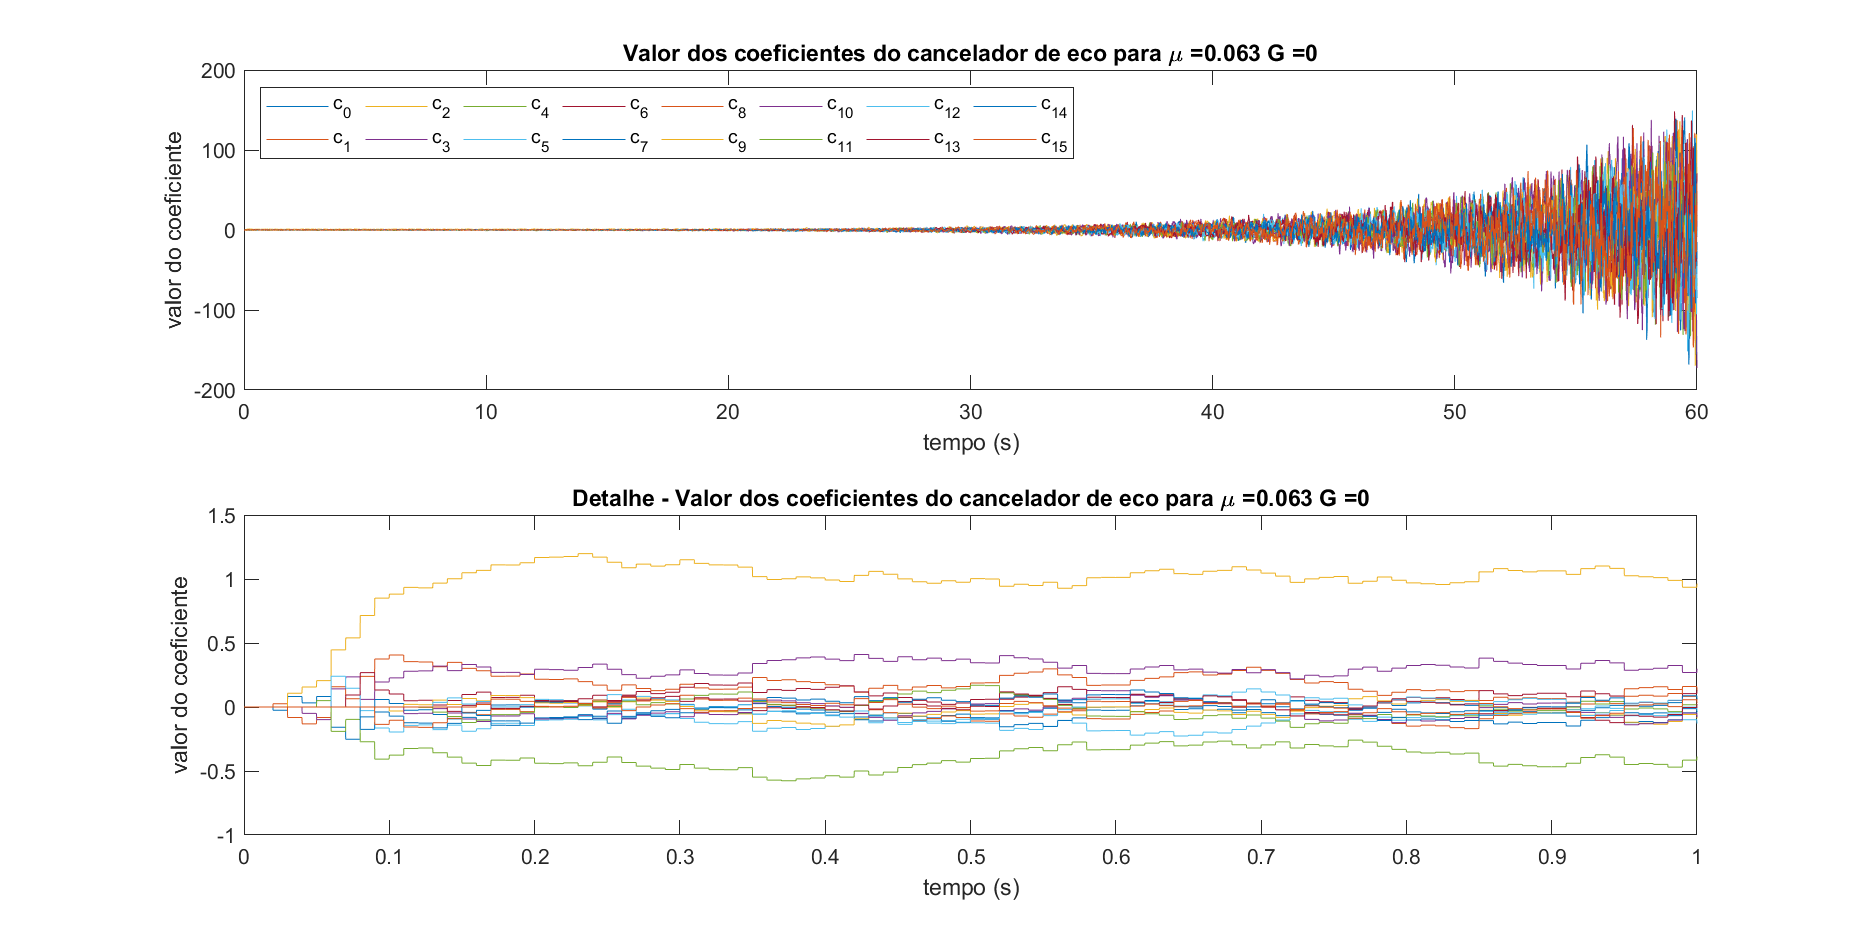 Valor dos coeficientes do cancelador de eco para μ =0.063 G =0
200
100
0
-100
-200
valor do coeficiente
c0 c2 c4 c6 c8 c10 c12 c14
c1 c3 c5 c7 c9 c11 c13 c15
0 10 20 30 40 50 60
tempo (s)
Detalhe - Valor dos coeficientes do cancelador de eco para μ =0.063 G =0
1.5
1
0.5
0
-0.5
-1
valor do coeficiente
0 0.1 0.2 0.3 0.4 0.5 0.6 0.7 0.8 0.9 1
tempo (s)